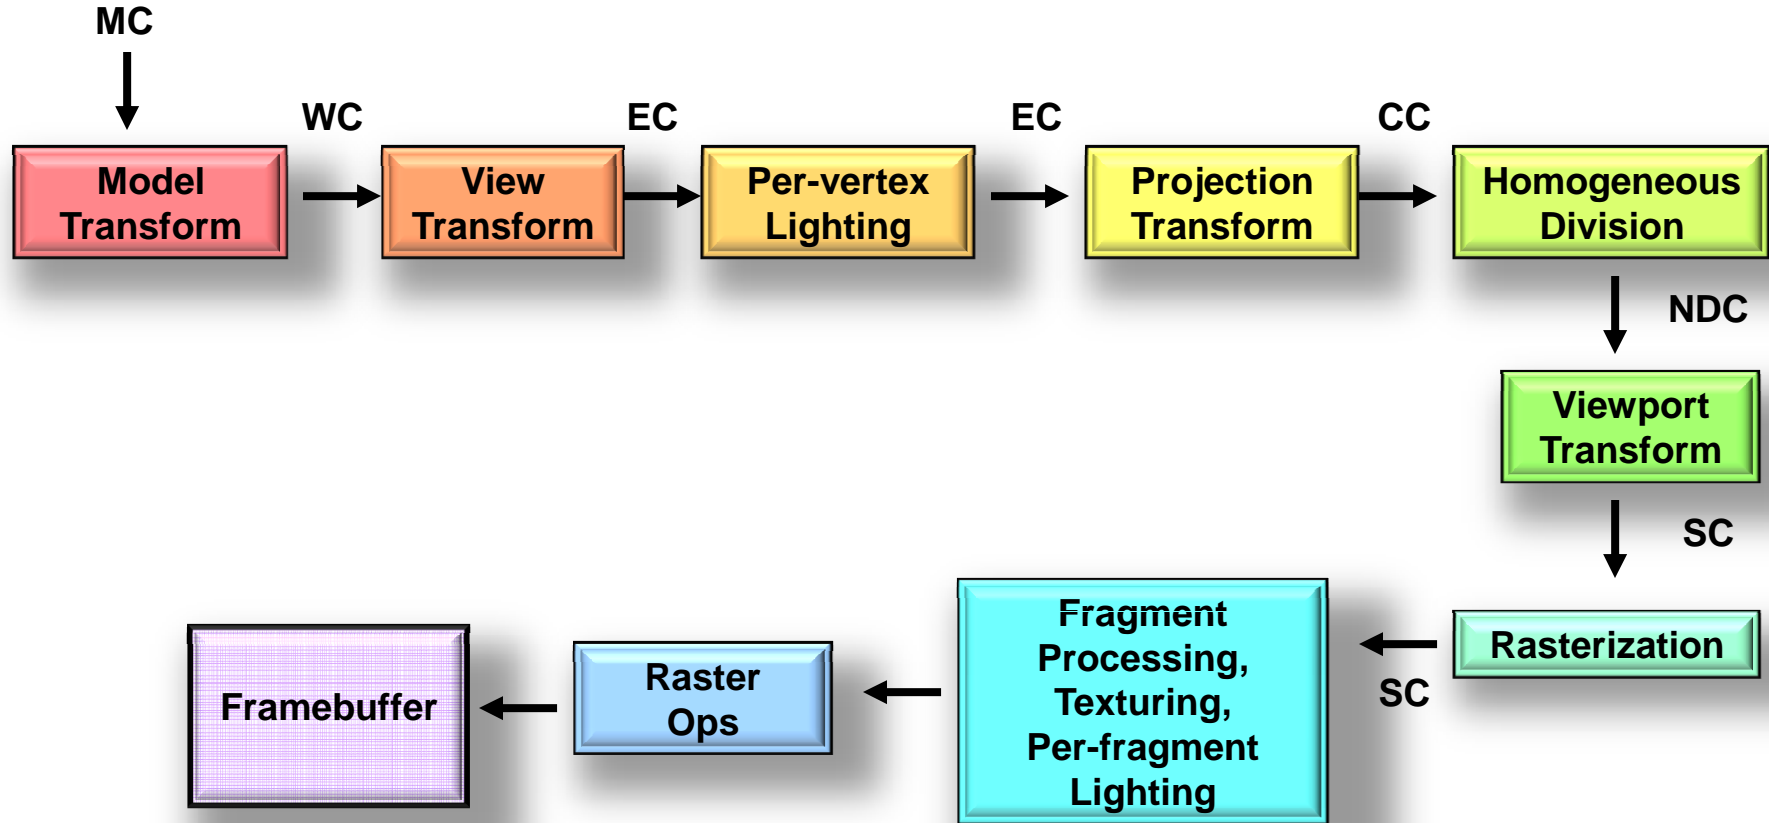 MC
WC
EC
EC
CC
Model
Transform
View
Transform
Per-vertex
Lighting
Projection
Transform
Homogeneous
Division
NDC
Viewport
Transform
SC
Rasterization
SC
Fragment
Processing,
Texturing,
Per-fragment
Lighting
Raster
Ops
Framebuffer